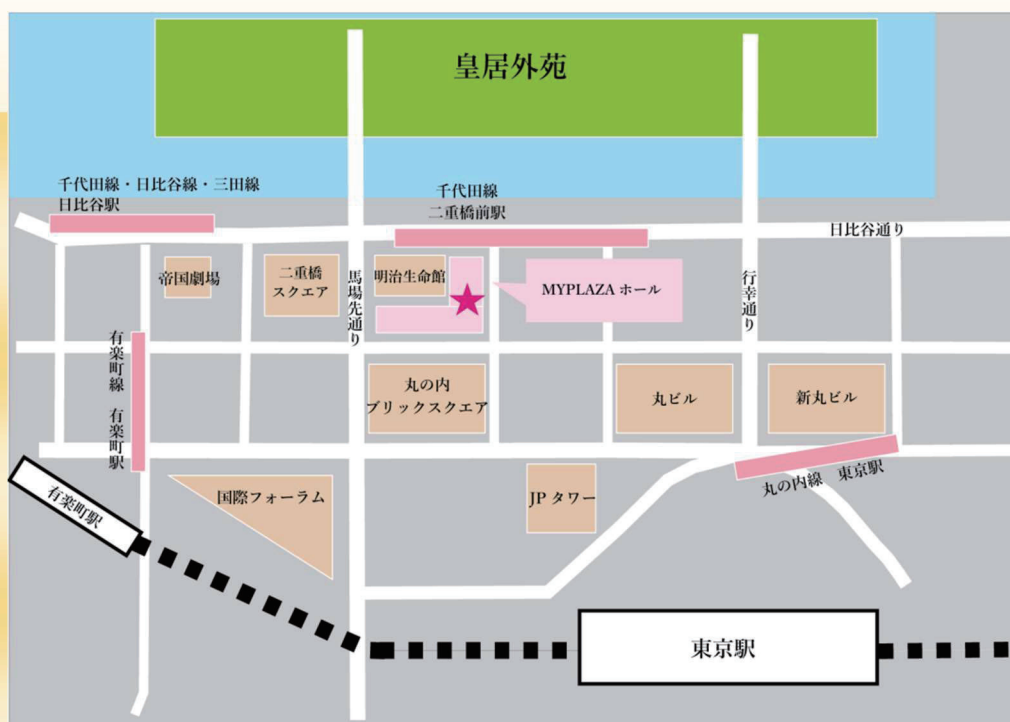 皇居外苑
千代田線・日比谷線・三田線
日比谷駅
千代田線
二重橋前駅
日比谷通り
帝国劇場
二重橋
スクエア
馬場先通り
明治生命館
MYPLAZA ホール
行幸通り
有楽町線 有楽町駅
丸の内
ブリックスクエア
丸ビル
新丸ビル
丸の内線 東京駅
有楽町駅
国際フォーラム
JP タワー
東京駅